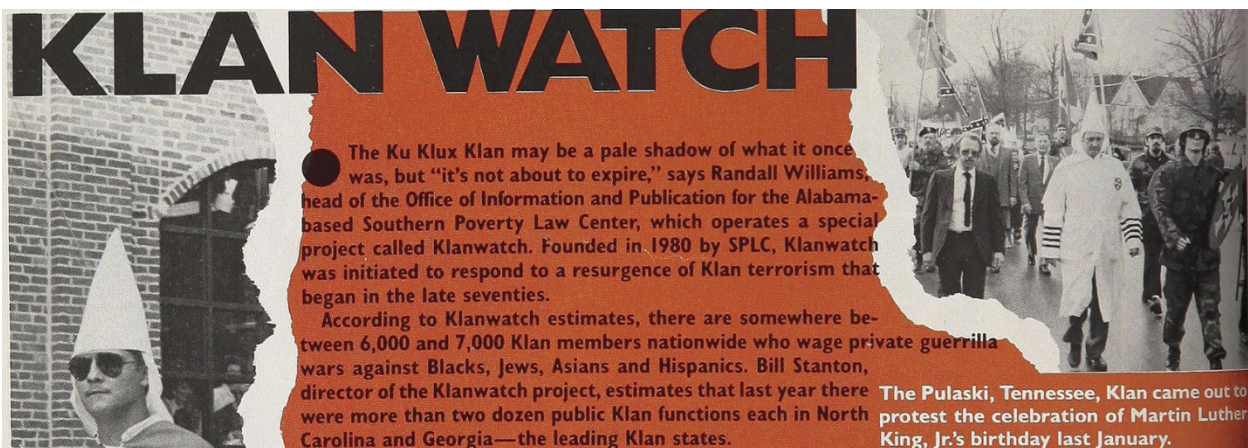 KLAN WATCH
The Ku Klux Klan may be a pale shadow of what it once
was, but “it’s not about to expire,” says Randall Williams,
head of the Office of Information and Publication for the Alabama-
based Southern Poverty Law Center, which operates a special
project called Klanwatch. Founded in 1980 by SPLC, Klanwatch
was initiated to respond to a resurgence of Klan terrorism that
began in the late seventies.
According to Klanwatch estimates, there are somewhere be-
tween 6,000 and 7,000 Klan members nationwide who wage private guerrilla
wars against Blacks, Jews, Asians and Hispanics. Bill Stanton,
director of the Klanwatch project, estimates that last year there
were more than two dozen public Klan functions each in North
Carolina and Georgia—the leading Klan states.
The Pulaski, Tennessee, Klan came out to
protest the celebration of Martin Luther
King, Jr.’s birthday last January.